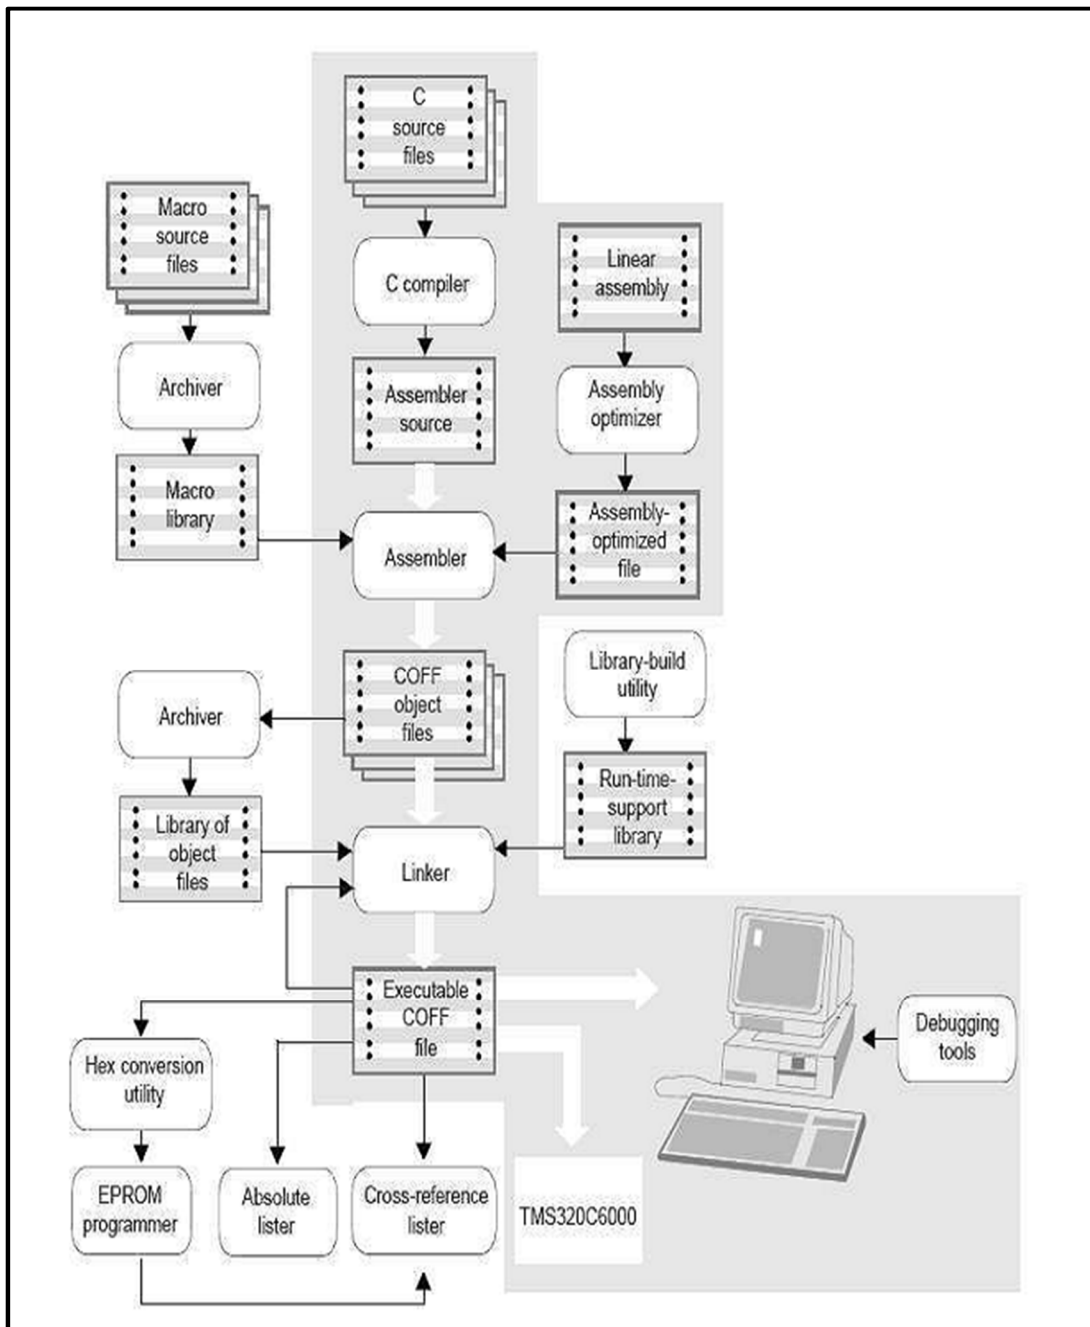 C
source
files
Macro
source
files
C compiler
Linear
assembly
Archiver
Assembler
source
Assembly
optimizer
Macro
library
Assembler
Assembly-
optimized
file
COFF
object
files
Library-build
utility
Archiver
Run-time-
support
library
Library of
object
files
Linker
Executable
COFF
file
Debugging
tools
Hex conversion
utility
EPROM
programmer
Absolute
lister
Cross-reference
lister
TMS320C6000